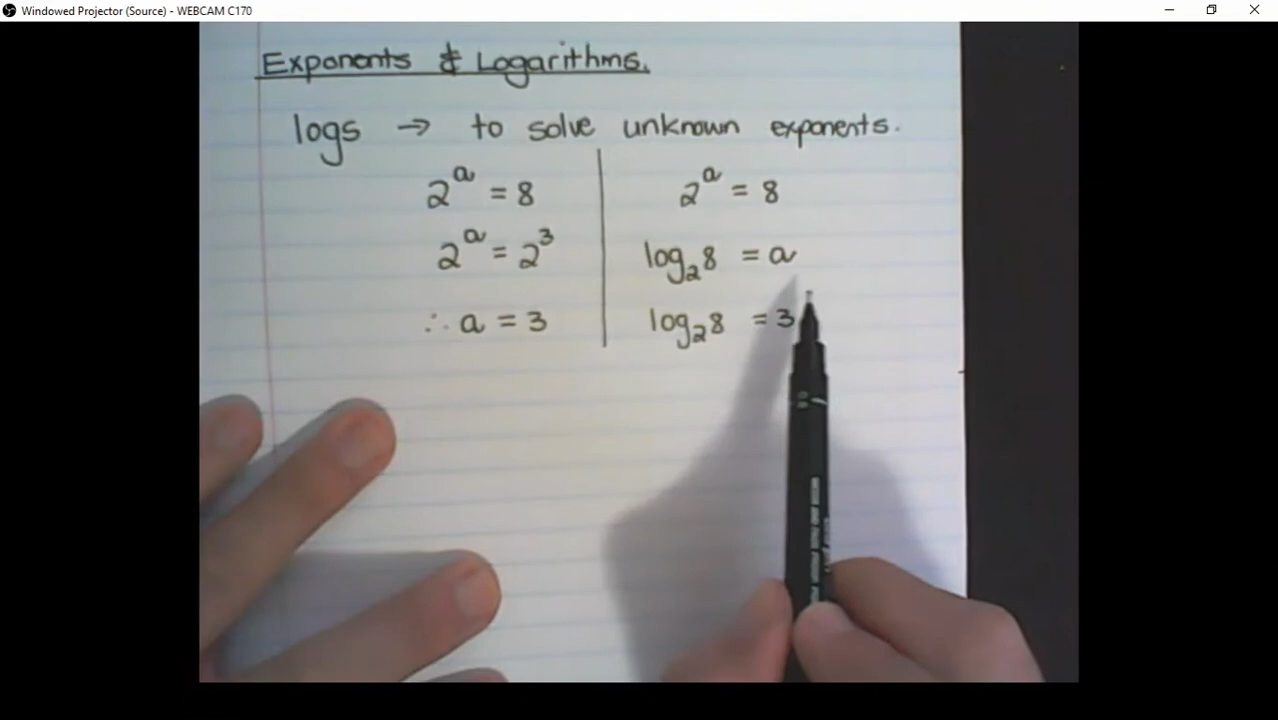 Windowed Projector (Source) - WEBCAM C170
Exponents & Logarithms.
logs → to solve unknown exponents.
2^a = 8
2^a = 2^3
∴ a = 3
2^a = 8
log₂8 = a
log₂8 = 3